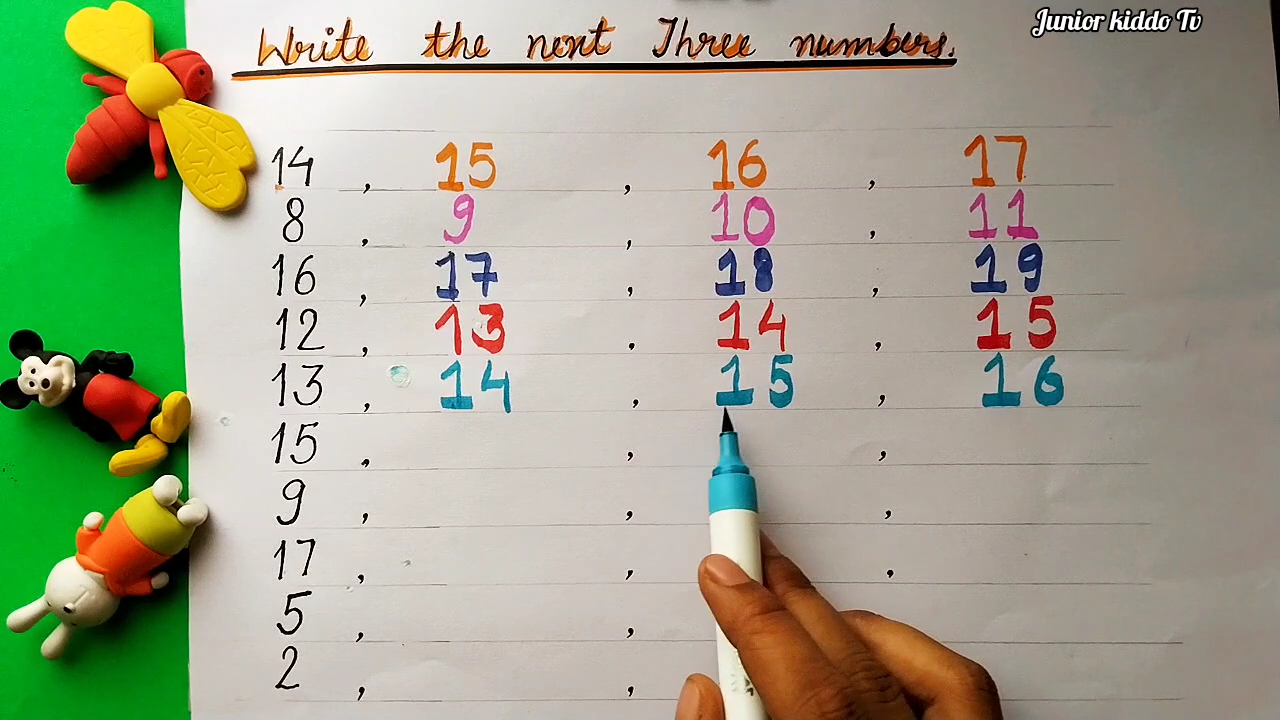 Junior kiddo Tv
Write the next Three numbers.
14 , 15 , 16 , 17
8 , 9 , 10 , 11
16 , 17 , 18 , 19
12 , 13 . 14 , 15
13 , 14 , 15 , 16
15 , , ,
9 , , ,
17 , , ,
5 , ,
2 , ,